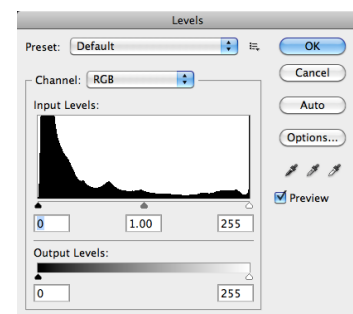 Levels
Preset: Default
OK
Channel: RGB
Cancel
Input Levels:
Auto
Options...
Preview
0 1.00 255
Output Levels:
0 255